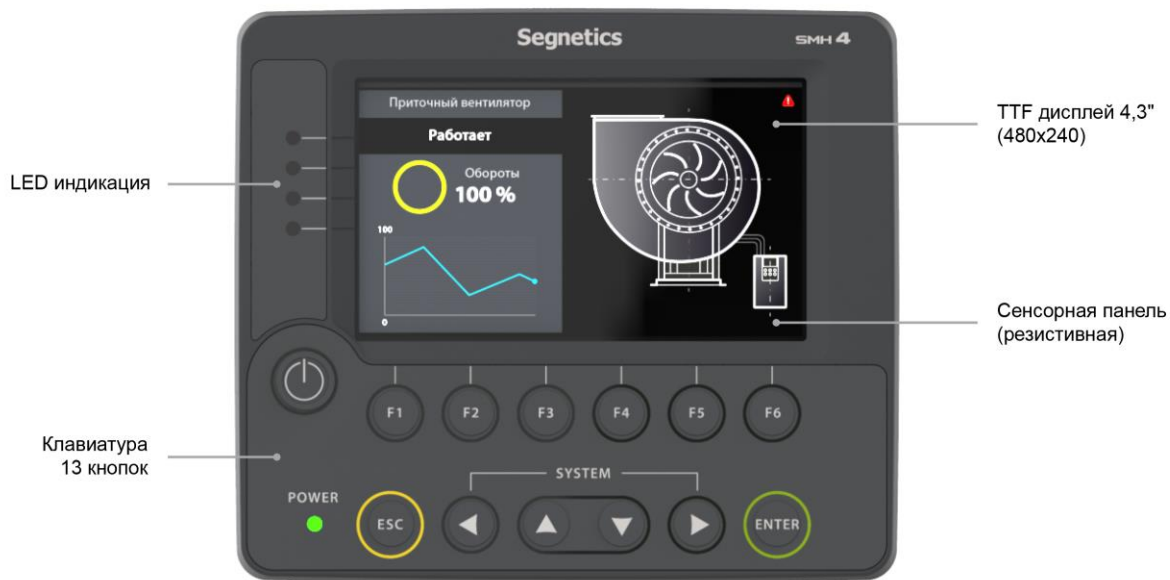 Segnetics
SMH 4
Приточный вентилятор
Работает
Обороты
100 %
100
0
LED индикация
TTF дисплей 4,3"
(480x240)
Сенсорная панель
(резистивная)
Клавиатура
13 кнопок
F1
F2
F3
F4
F5
F6
SYSTEM
POWER
ESC
ENTER